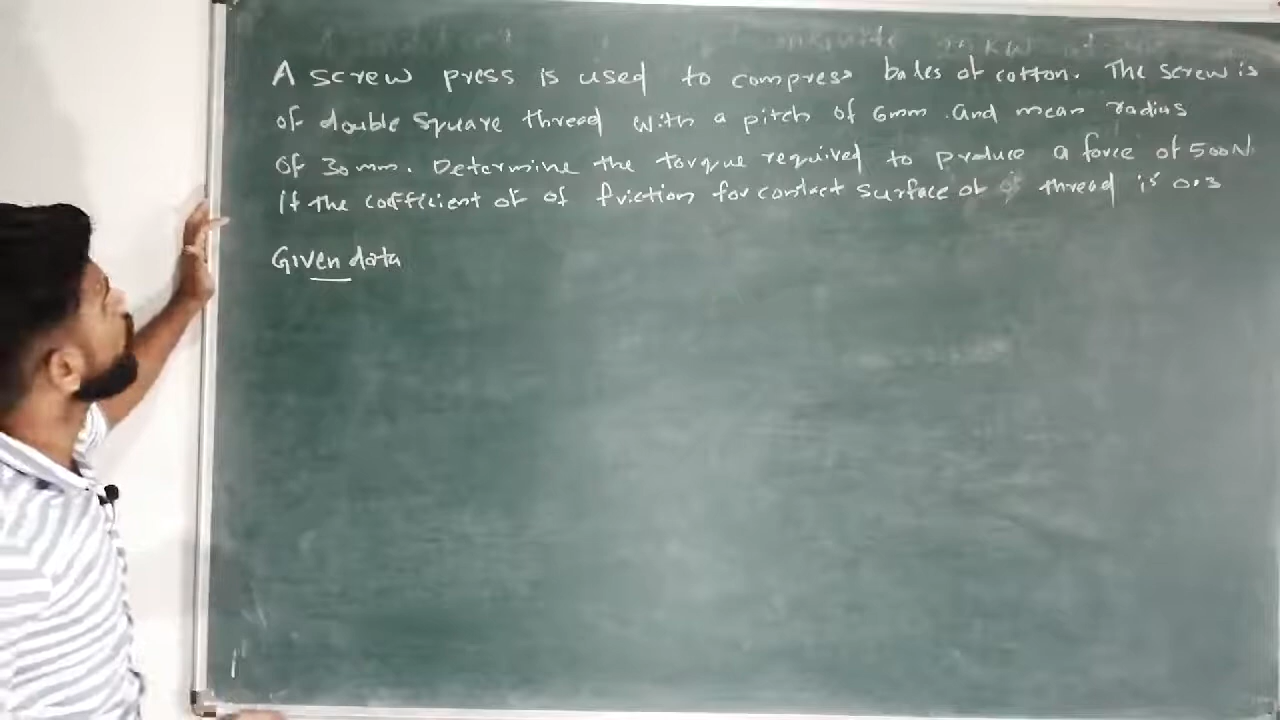 A screw press is used to compress bales of cotton. The screw is
of double square thread with a pitch of 6mm and mean radius
of 30mm. Determine the torque required to produce a force of 500N
If the cofficient of of friction for contact surface of thread is 0.3
Given data